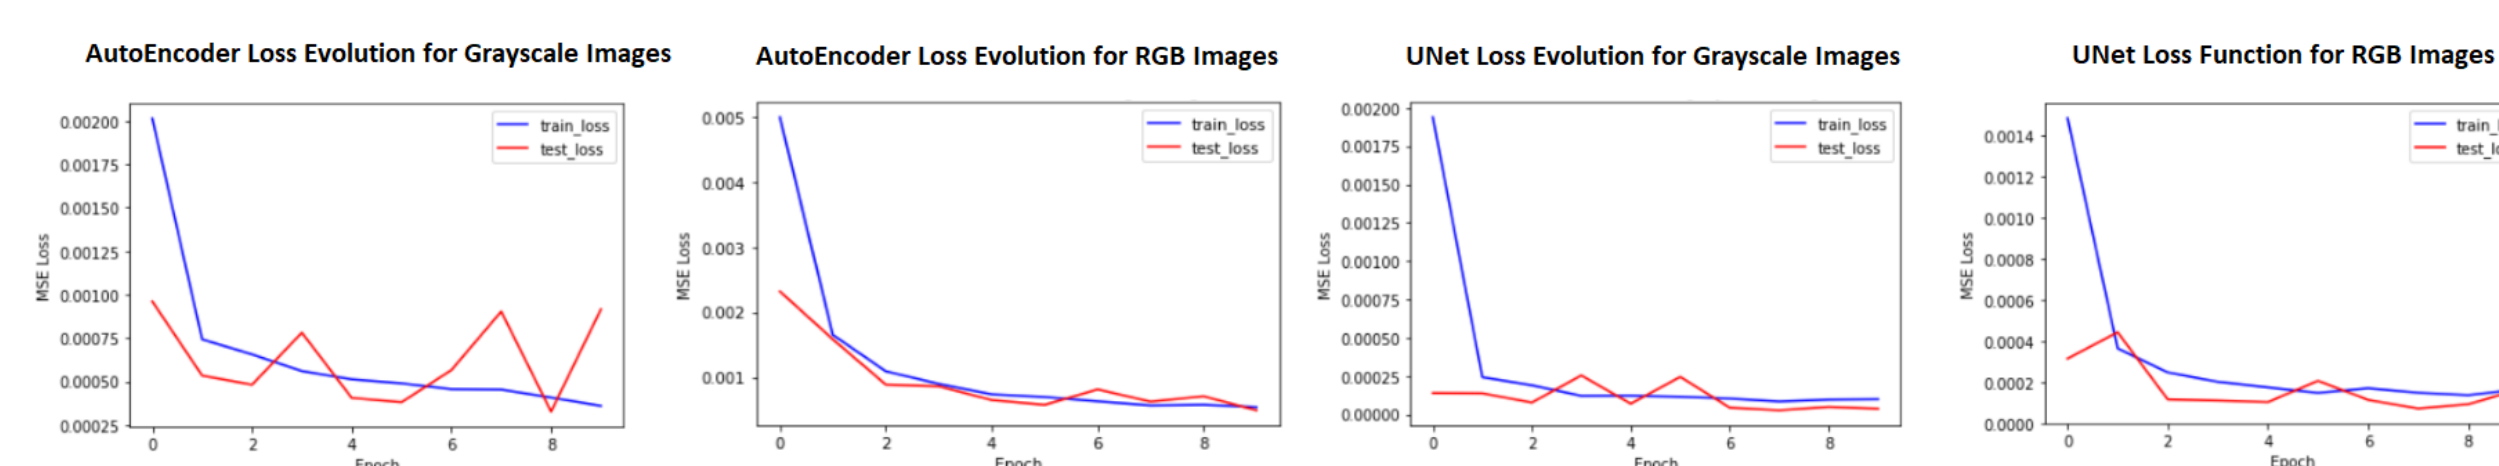 AutoEncoder Loss Evolution for Grayscale Images
0.00200
0.00175
0.00150
0.00125
0.00100
0.00075
0.00050
0.00025
MSE Loss
train_loss
test_loss
0 2 4 6 8
Epoch
AutoEncoder Loss Evolution for RGB Images
0.005
0.004
0.003
0.002
0.001
MSE Loss
train_loss
test_loss
0 2 4 6 8
Epoch
UNet Loss Evolution for Grayscale Images
0.00200
0.00175
0.00150
0.00125
0.00100
0.00075
0.00050
0.00025
0.00000
MSE Loss
train_loss
test_loss
0 2 4 6 8
Epoch
UNet Loss Function for RGB Images
0.0014
0.0012
0.0010
0.0008
0.0006
0.0004
0.0002
0.0000
MSE Loss
train_
test_
0 2 4 6 8
Epoch